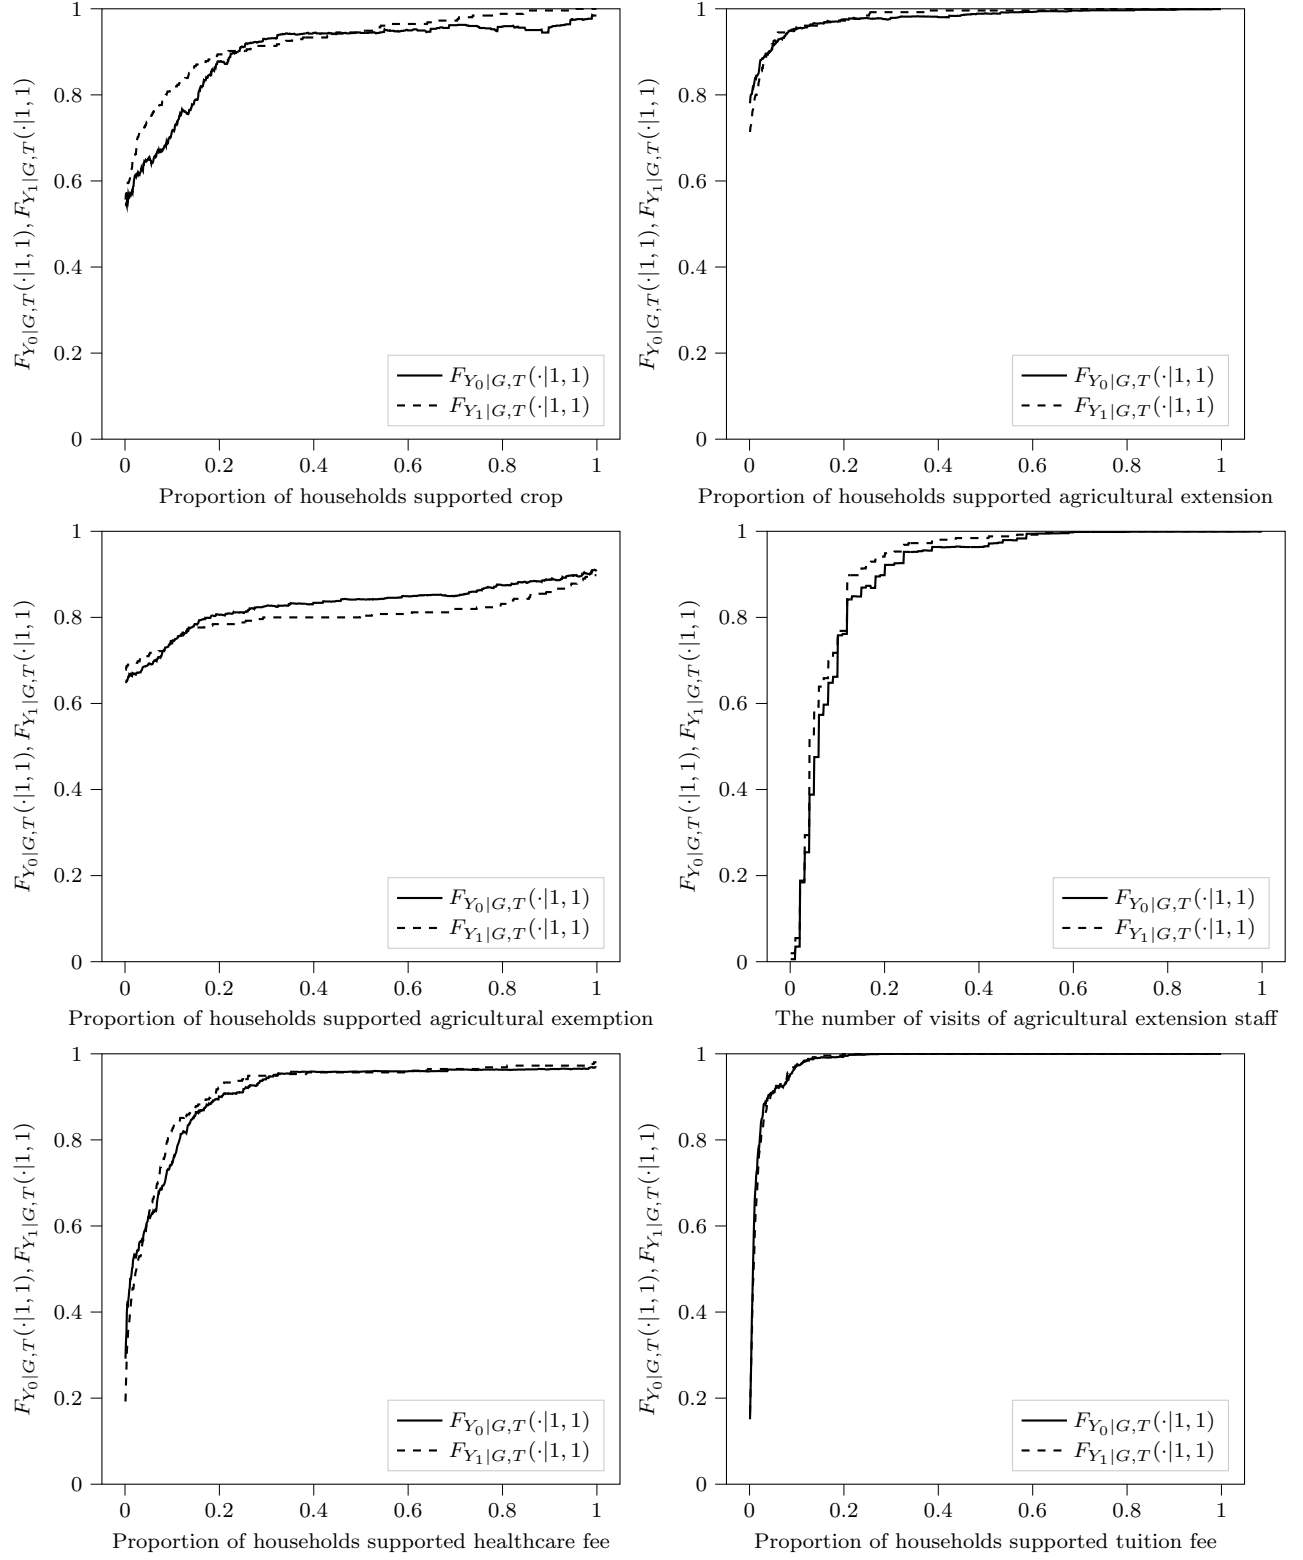 F_{Y_0|G,T}(·|1, 1), F_{Y_1|G,T}(·|1, 1)
1
0.8
0.6
0.4
0.2
0
0 0.2 0.4 0.6 0.8 1
F_{Y_0|G,T}(·|1, 1)
F_{Y_1|G,T}(·|1, 1)
Proportion of households supported crop
F_{Y_0|G,T}(·|1, 1), F_{Y_1|G,T}(·|1, 1)
1
0.8
0.6
0.4
0.2
0
0 0.2 0.4 0.6 0.8 1
F_{Y_0|G,T}(·|1, 1)
F_{Y_1|G,T}(·|1, 1)
Proportion of households supported agricultural extension
F_{Y_0|G,T}(·|1, 1), F_{Y_1|G,T}(·|1, 1)
1
0.8
0.6
0.4
0.2
0
0 0.2 0.4 0.6 0.8 1
F_{Y_0|G,T}(·|1, 1)
F_{Y_1|G,T}(·|1, 1)
Proportion of households supported agricultural exemption
F_{Y_0|G,T}(·|1, 1), F_{Y_1|G,T}(·|1, 1)
1
0.8
0.6
0.4
0.2
0
0 0.2 0.4 0.6 0.8 1
F_{Y_0|G,T}(·|1, 1)
F_{Y_1|G,T}(·|1, 1)
The number of visits of agricultural extension staff
F_{Y_0|G,T}(·|1, 1), F_{Y_1|G,T}(·|1, 1)
1
0.8
0.6
0.4
0.2
0
0 0.2 0.4 0.6 0.8 1
F_{Y_0|G,T}(·|1, 1)
F_{Y_1|G,T}(·|1, 1)
Proportion of households supported healthcare fee
F_{Y_0|G,T}(·|1, 1), F_{Y_1|G,T}(·|1, 1)
1
0.8
0.6
0.4
0.2
0
0 0.2 0.4 0.6 0.8 1
F_{Y_0|G,T}(·|1, 1)
F_{Y_1|G,T}(·|1, 1)
Proportion of households supported tuition fee